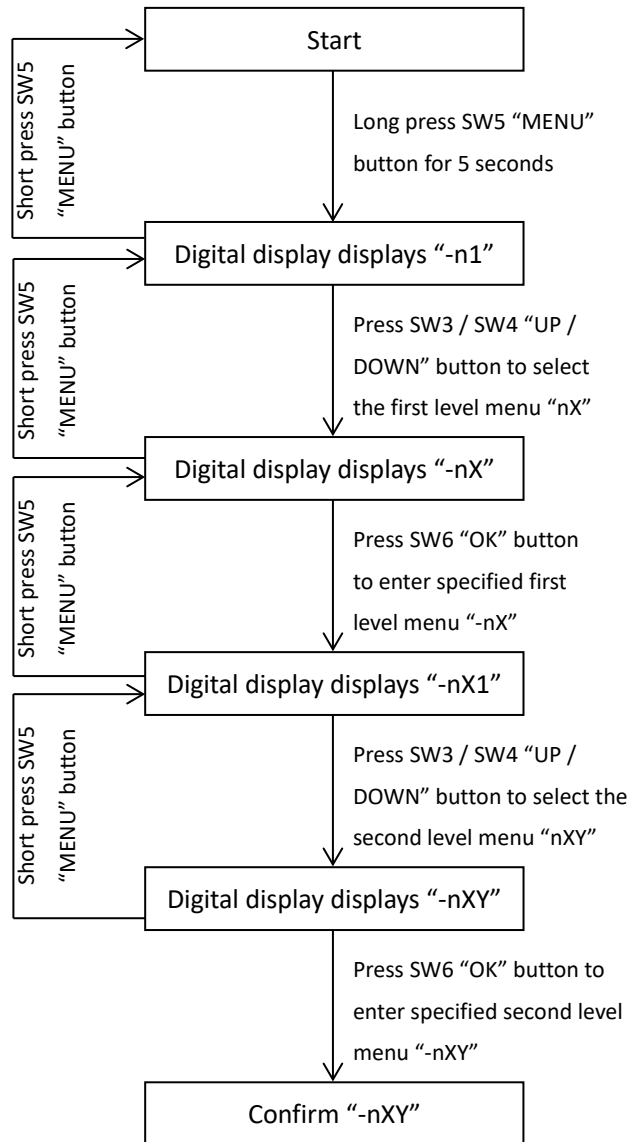 Start
Long press SW5 “MENU”
button for 5 seconds
Short press SW5
“MENU” button
Digital display displays “-n1”
Press SW3 / SW4 “UP /
DOWN” button to select
the first level menu “nX”
Short press SW5
“MENU” button
Digital display displays “-nX”
Press SW6 “OK” button
to enter specified first
level menu “-nX”
Short press SW5
“MENU” button
Digital display displays “-nX1”
Press SW3 / SW4 “UP /
DOWN” button to select the
second level menu “nXY”
Short press SW5
“MENU” button
Digital display displays “-nXY”
Press SW6 “OK” button to
enter specified second level
menu “-nXY”
Confirm “-nXY”